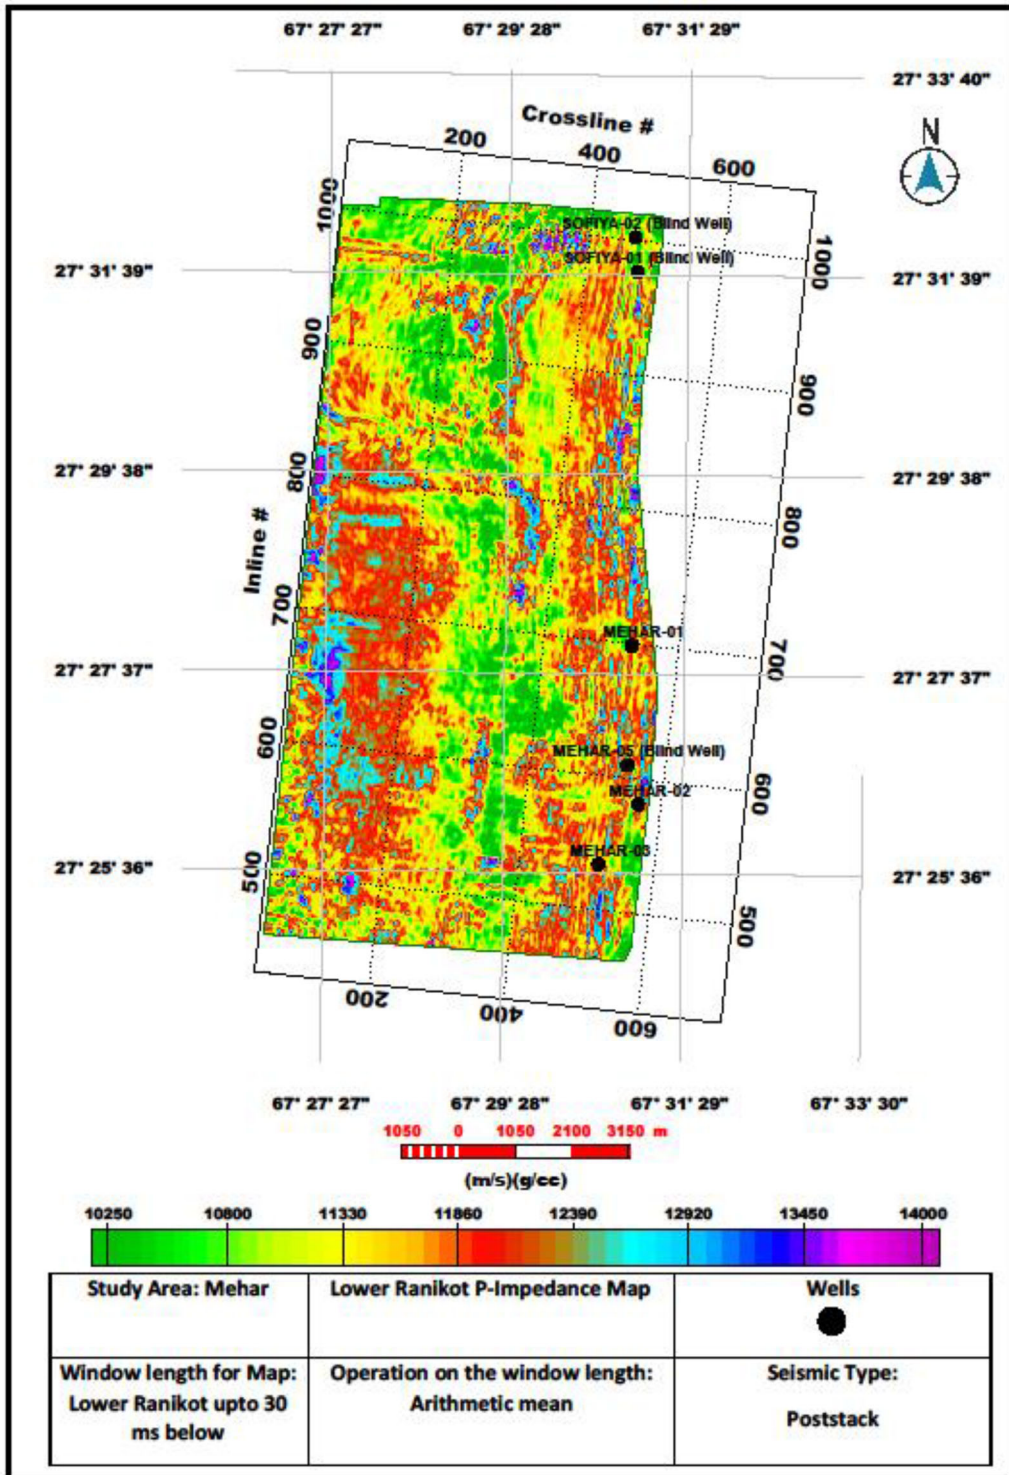 67° 27' 27" 67° 29' 28" 67° 31' 29"
27° 33' 40"
Crossline #
N
200 400 600
1000
SOFIYA-02 (Blind Well)
1000
SOFIYA-01 (Blind Well)
27° 31' 39" 27° 31' 39"
900
900
27° 29' 38" 27° 29' 38"
800
800
Inline #
700
MEHAR-01
700
27° 27' 37" 27° 27' 37"
600
MEHAR-05 (Blind Well)
600
MEHAR-02
MEHAR-03
27° 25' 36" 27° 25' 36"
500
500
200 400 600
67° 27' 27" 67° 29' 28" 67° 31' 29" 67° 33' 30"
1050 0 1050 2100 3150 m
(m/s)(g/cc)
10250 10800 11330 11860 12390 12920 13450 14000
Study Area: Mehar
Lower Ranikot P-Impedance Map
Wells
Window length for Map:
Lower Ranikot upto 30
ms below
Operation on the window length:
Arithmetic mean
Seismic Type:
Poststack